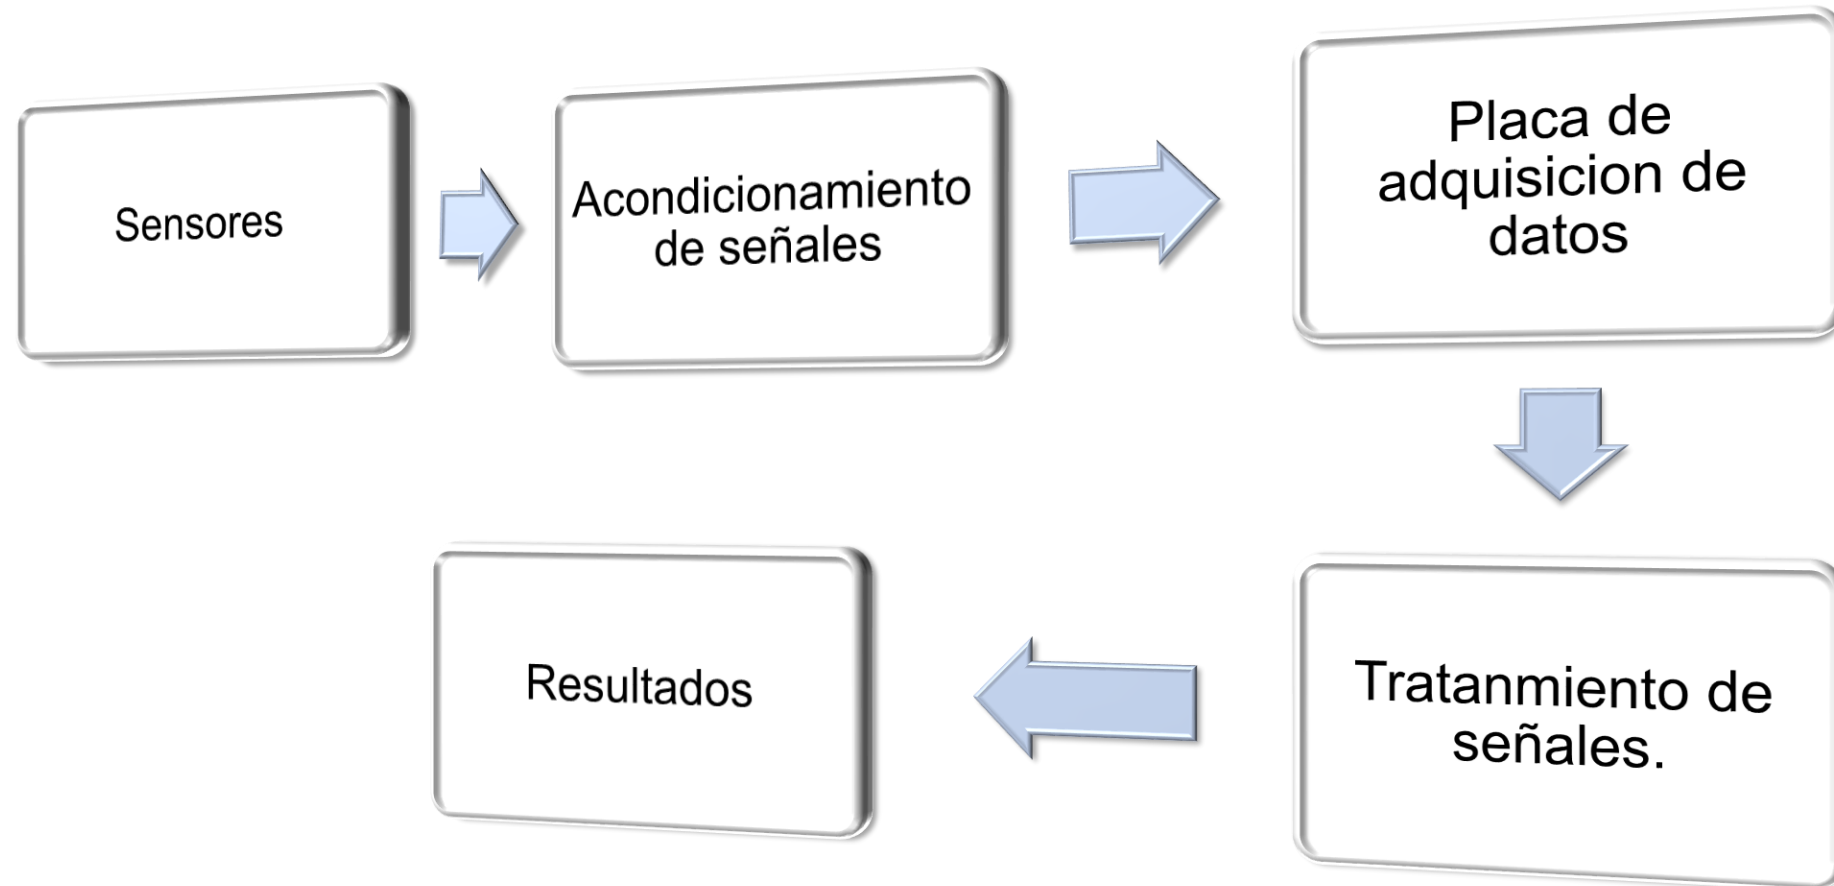 Sensores
Acondicionamiento
de señales
Placa de
adquisicion de
datos
Tratanmiento de
señales.
Resultados